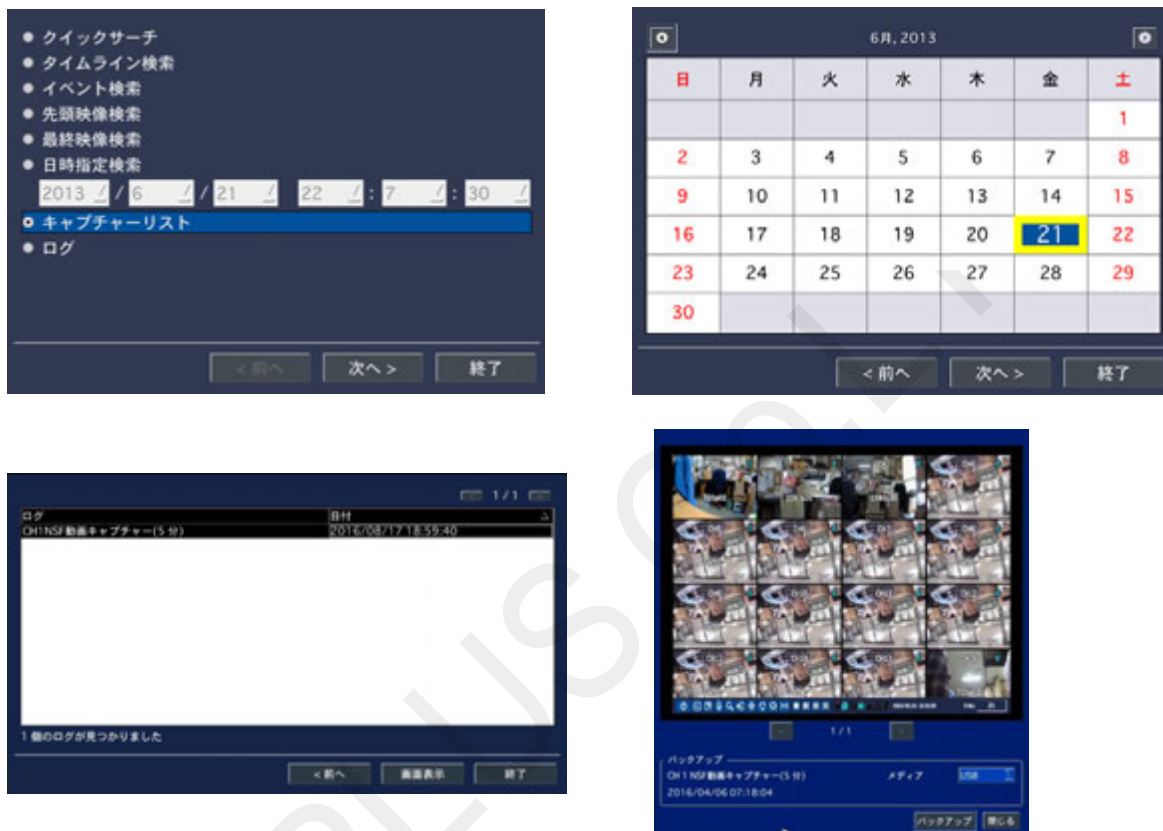 クイックサーチ
タイムライン検索
イベント検索
先頭映像検索
最終映像検索
日時指定検索
2013 / 6 / 21 22 : 7 : 30
キャプチャーリスト
ログ
< 前へ 次へ > 終了
6月, 2013
日 月 火 水 木 金 土
1
2 3 4 5 6 7 8
9 10 11 12 13 14 15
16 17 18 19 20 21 22
23 24 25 26 27 28 29
30
< 前へ 次へ > 終了
1/1
ログ 日付
CH1NSF動画キャプチャー(5 分) 2016/08/17 18:59:40
1 個のログが見つかりました
< 前へ 画面表示 終了
1/1
バックアップ
CH1 NSF動画キャプチャー(5 分) メディア USB
2016/04/06 07:18:04
バックアップ 閉じる